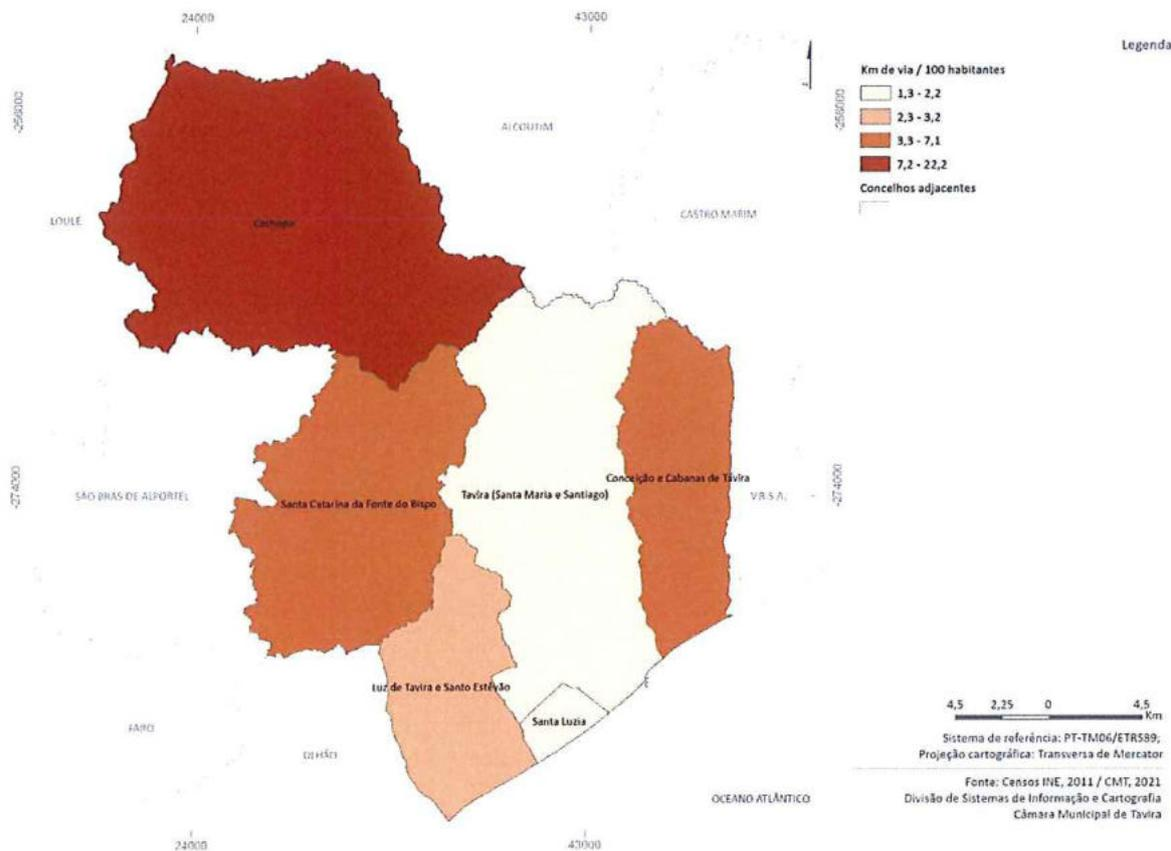 24000
43000
Legenda
Km de via / 100 habitantes
1,3 - 2,2
2,3 - 3,2
3,3 - 7,1
7,2 - 22,2
Concelhos adjacentes
-256000
-256000
ALCOUTIM
CASTRO MARIM
LOULÉ
Cachopo
-274000
SÃO BRAS DE ALPORTEL
Santa Catarina da Fonte do Bispo
Tavira (Santa Maria e Santiago)
Conceição e Cabanas de Tavira
V.R.S.A.
-274000
Luz de Tavira e Santo Estêvão
Santa Luzia
FARO
OLHÃO
OCEANO ATLÂNTICO
4,5 2,25 0 4,5
Km
Sistema de referência: PT-TM06/ETRS89;
Projeção cartográfica: Transversa de Mercator
Fonte: Censos INE, 2011 / CMT, 2021
Divisão de Sistemas de Informação e Cartografia
Câmara Municipal de Tavira
24000
43000